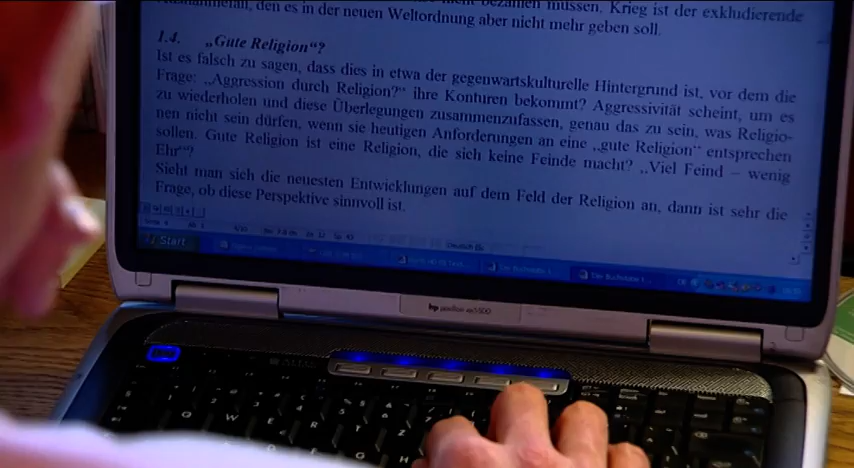 den es in der neuen Weltordnung aber nicht mehr geben soll. müssen. Krieg ist der exkludierende
1.4. „Gute Religion“?
Ist es falsch zu sagen, dass dies in etwa der gegenwartskulturelle Hintergrund ist, vor dem die
Frage: „Aggression durch Religion?“ ihre Konturen bekommt? Aggressivität scheint, um es
zu wiederholen und diese Überlegungen zusammenzufassen, genau das zu sein, was Religio-
nen nicht sein dürfen, wenn sie heutigen Anforderungen an eine „gute Religion“ entsprechen
sollen. Gute Religion ist eine Religion, die sich keine Feinde macht? „Viel Feind – wenig
Ehr“?
Sieht man sich die neuesten Entwicklungen auf dem Feld der Religion an, dann ist sehr die
Frage, ob diese Perspektive sinnvoll ist.
Deutsch
Start
hp pavilion
Q W E R T Z